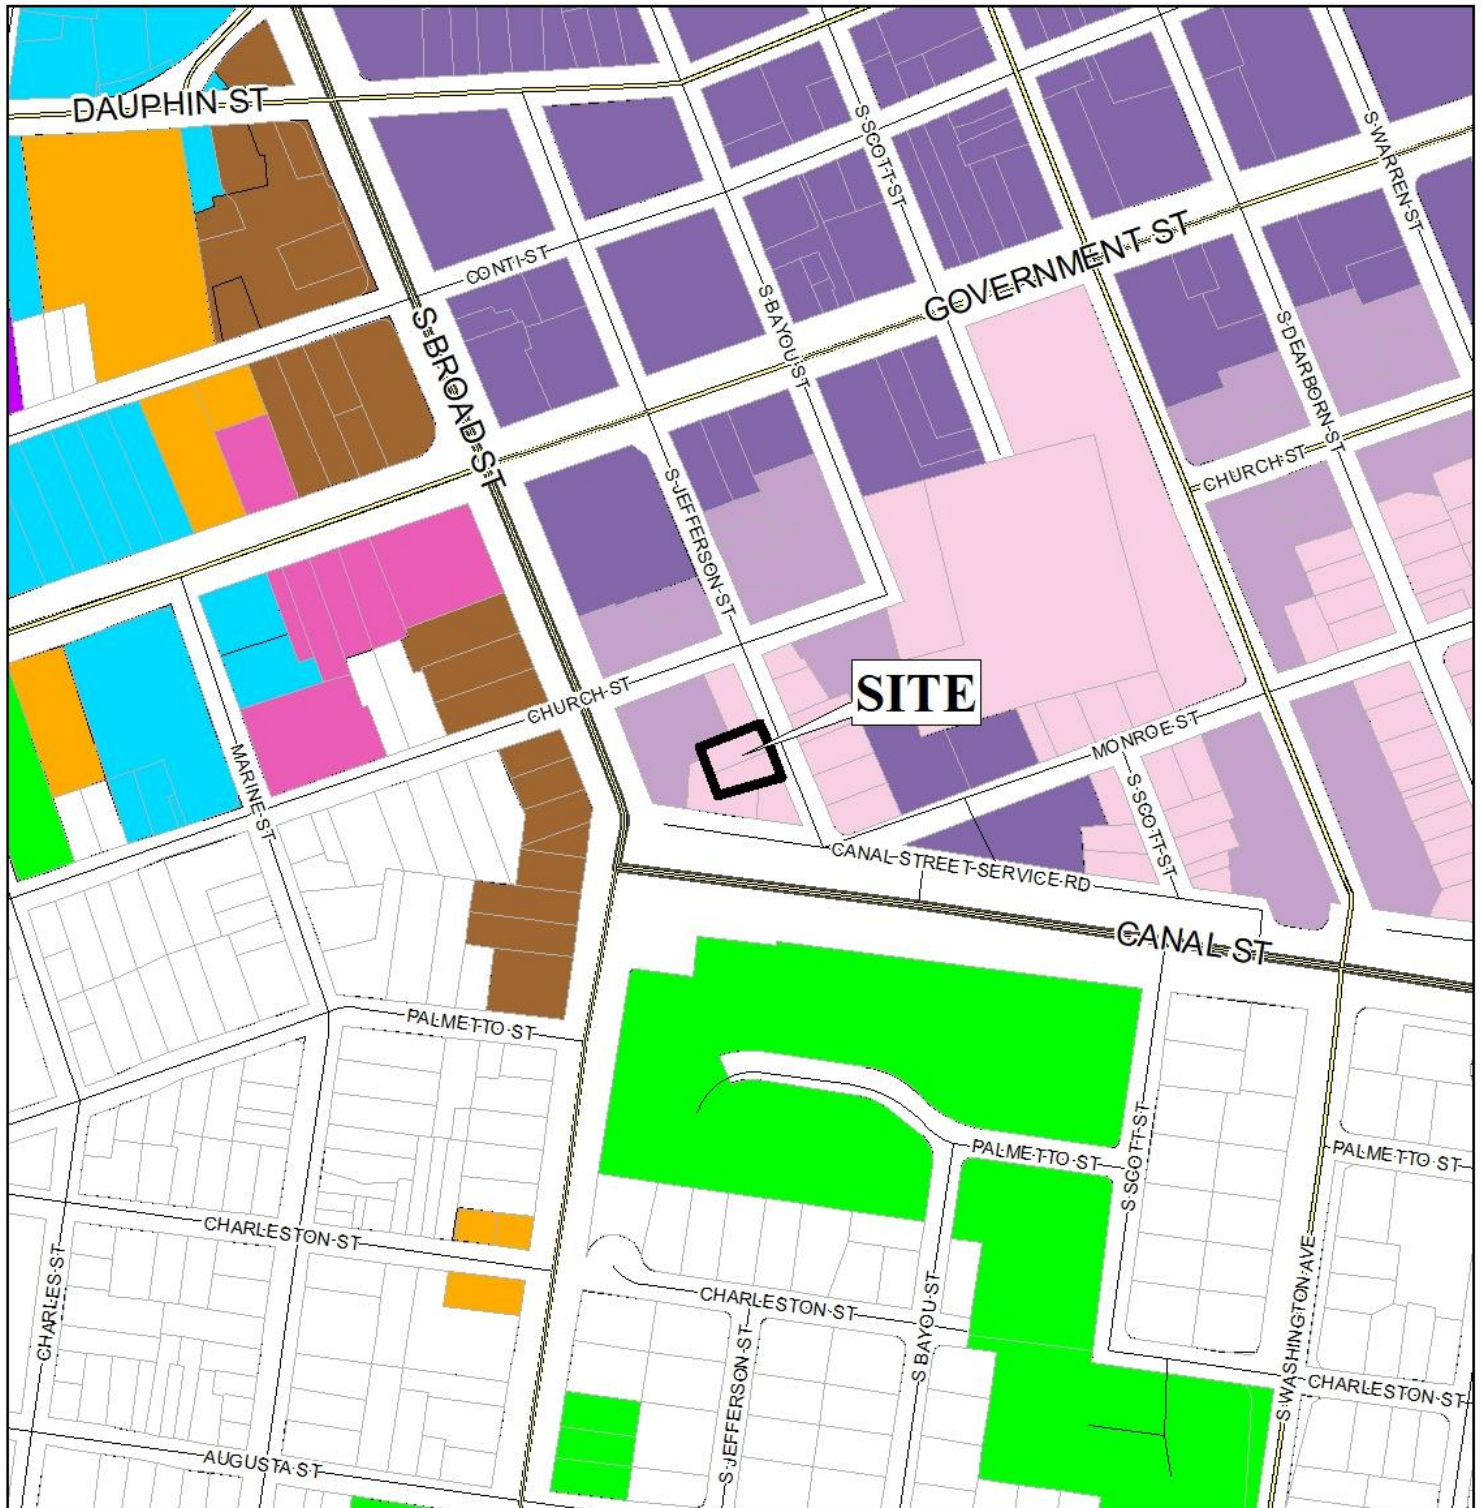 DAUPHIN ST
S SCOTT ST
S WARREN ST
CONTI ST
GOVERNMENT ST
S BAYOU ST
S BROAD ST
S DEARBORN ST
CHURCH ST
S JEFFERSON ST
SITE
CHURCH ST
MARINE ST
MONROE ST
S SCOTT ST
CANAL STREET SERVICE RD
CANAL ST
PALMETTO ST
PALMETTO ST
S SCOTT ST
PALMETTO ST
CHARLESTON ST
CHARLES ST
CHARLESTON ST
S BAYOU ST
S WASHINGTON AVE
S JEFFERSON ST
CHARLESTON ST
AUGUSTA ST